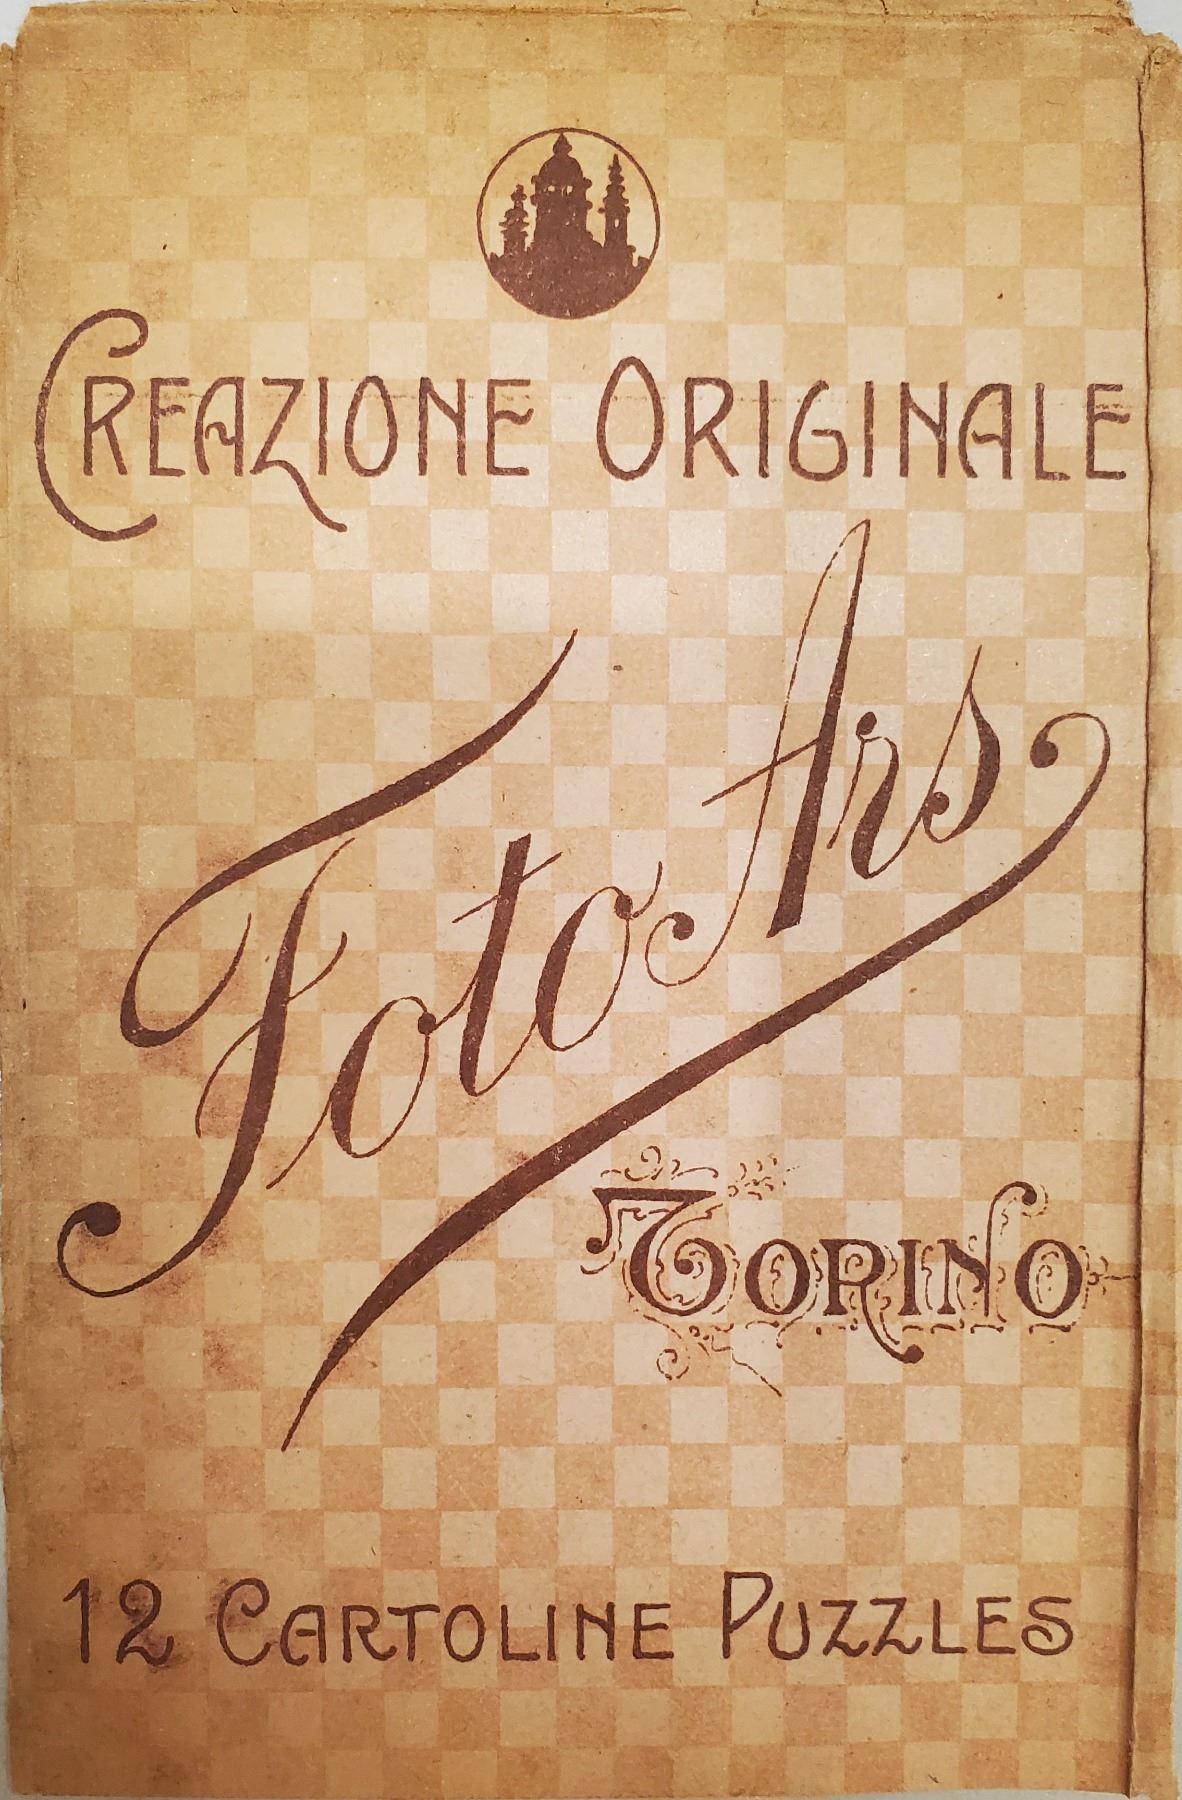 CREAZIONE ORIGINALE
Foto Ars
TORINO
12 CARTOLINE PUZZLES